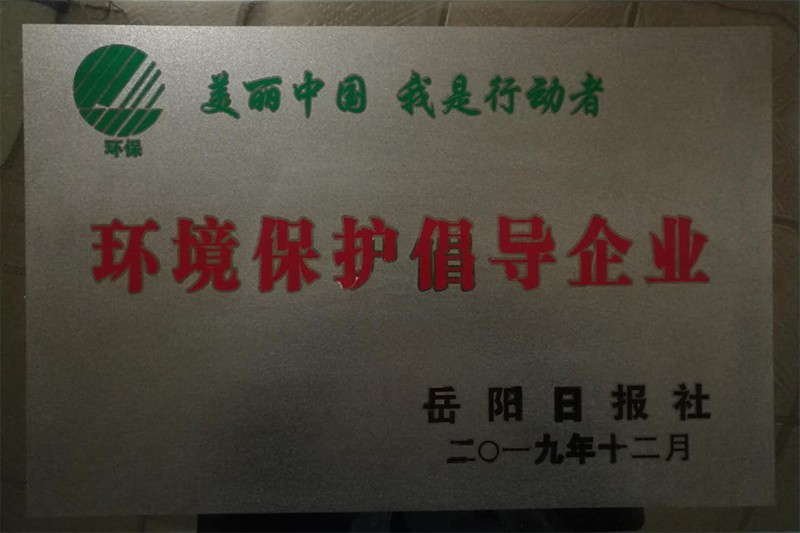 美丽中国 我是行动者
环保
环境保护倡导企业
岳阳日报社
二〇一九年十二月